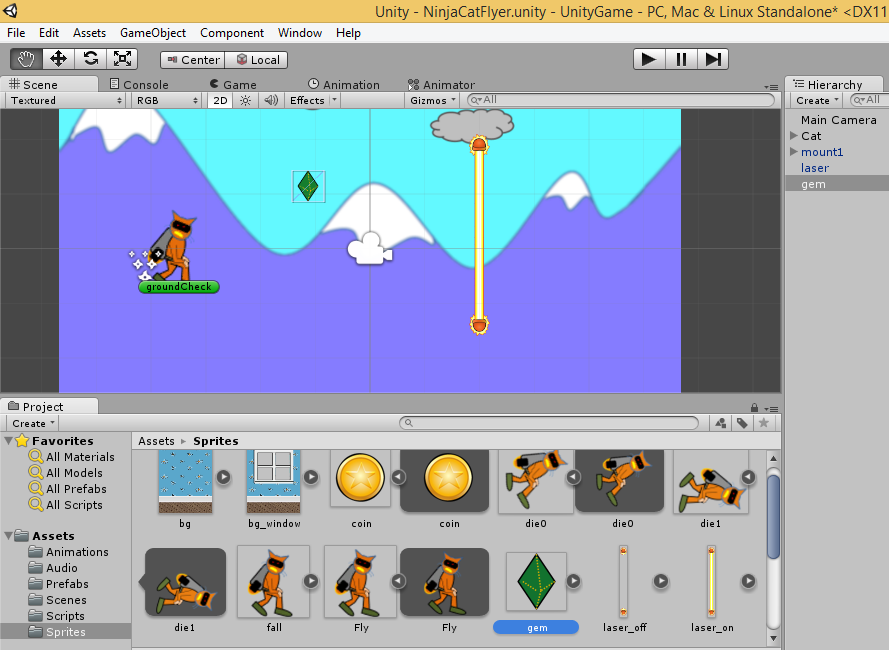 Unity - NinjaCatFlyer.unity - UnityGame - PC, Mac & Linux Standalone* <DX11
File Edit Assets GameObject Component Window Help
Center Local
Scene Console Game Animation Animator Hierarchy
Textured RGB 2D Effects Gizmos All Create All
Main Camera
Cat
mount1
laser
gem
groundCheck
Project
Create
Favorites
All Materials
All Models
All Prefabs
All Scripts
Assets
Animations
Audio
Prefabs
Scenes
Scripts
Sprites
Assets Sprites
bg bg_window coin coin die0 die0 die1
die1 fall Fly Fly gem laser_off laser_on